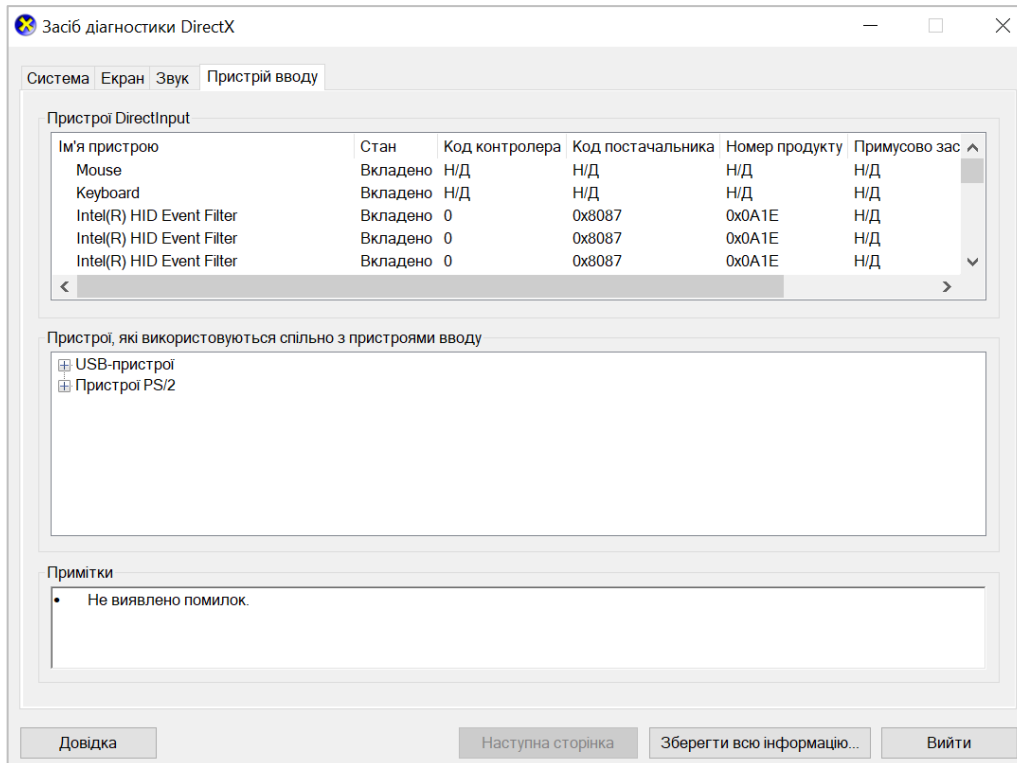 Засіб діагностики DirectX
Система Екран Звук Пристрій вводу
Пристрої DirectInput
Ім'я пристрою Стан Код контролера Код постачальника Номер продукту Примусово зас
Mouse Вкладено Н/Д Н/Д Н/Д Н/Д
Keyboard Вкладено Н/Д Н/Д Н/Д Н/Д
Intel(R) HID Event Filter Вкладено 0 0x8087 0x0A1E Н/Д
Intel(R) HID Event Filter Вкладено 0 0x8087 0x0A1E Н/Д
Intel(R) HID Event Filter Вкладено 0 0x8087 0x0A1E Н/Д
Пристрої, які використовуються спільно з пристроями вводу
USB-пристрої
Пристрої PS/2
Примітки
• Не виявлено помилок.
Довідка Наступна сторінка Зберегти всю інформацію... Вийти